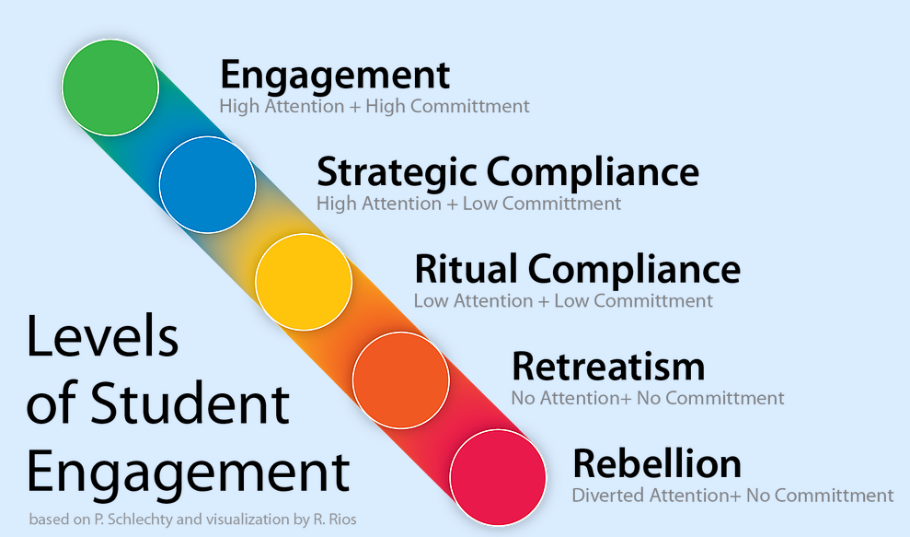 Engagement
High Attention + High Committment
Strategic Compliance
High Attention + Low Committment
Ritual Compliance
Low Attention + Low Committment
Retreatism
No Attention+ No Committment
Rebellion
Diverted Attention+ No Committment
Levels
of Student
Engagement
based on P. Schlechty and visualization by R. Rios